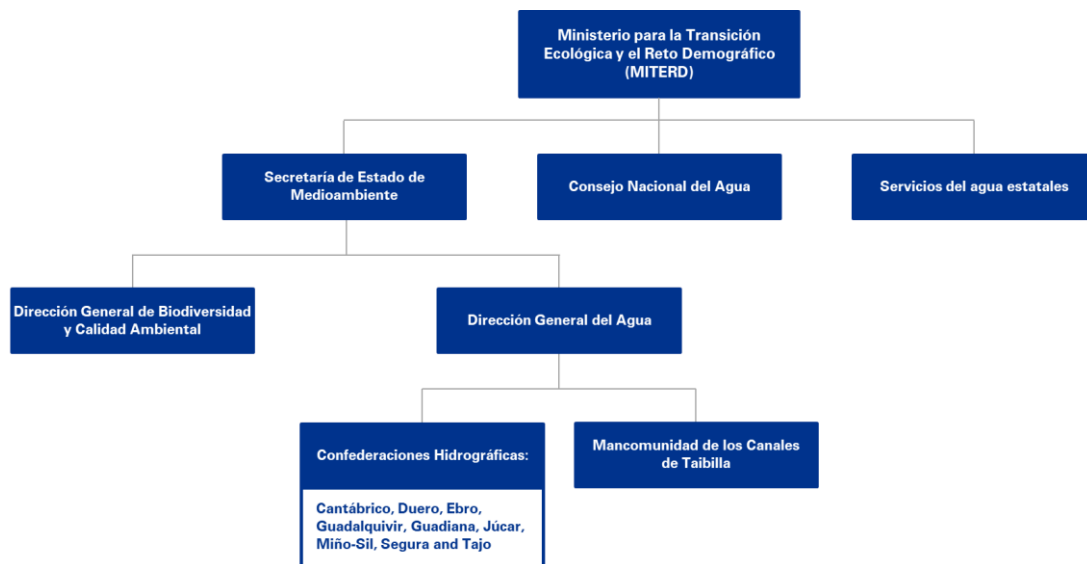 Ministerio para la Transición
Ecológica y el Reto Demográfico
(MITERD)
Secretaría de Estado de
Medioambiente
Consejo Nacional del Agua
Servicios del agua estatales
Dirección General de Biodiversidad
y Calidad Ambiental
Dirección General del Agua
Confederaciones Hidrográficas:
Cantábrico, Duero, Ebro,
Guadalquivir, Guadiana, Júcar,
Miño-Sil, Segura and Tajo
Mancomunidad de los Canales
de Taibilla